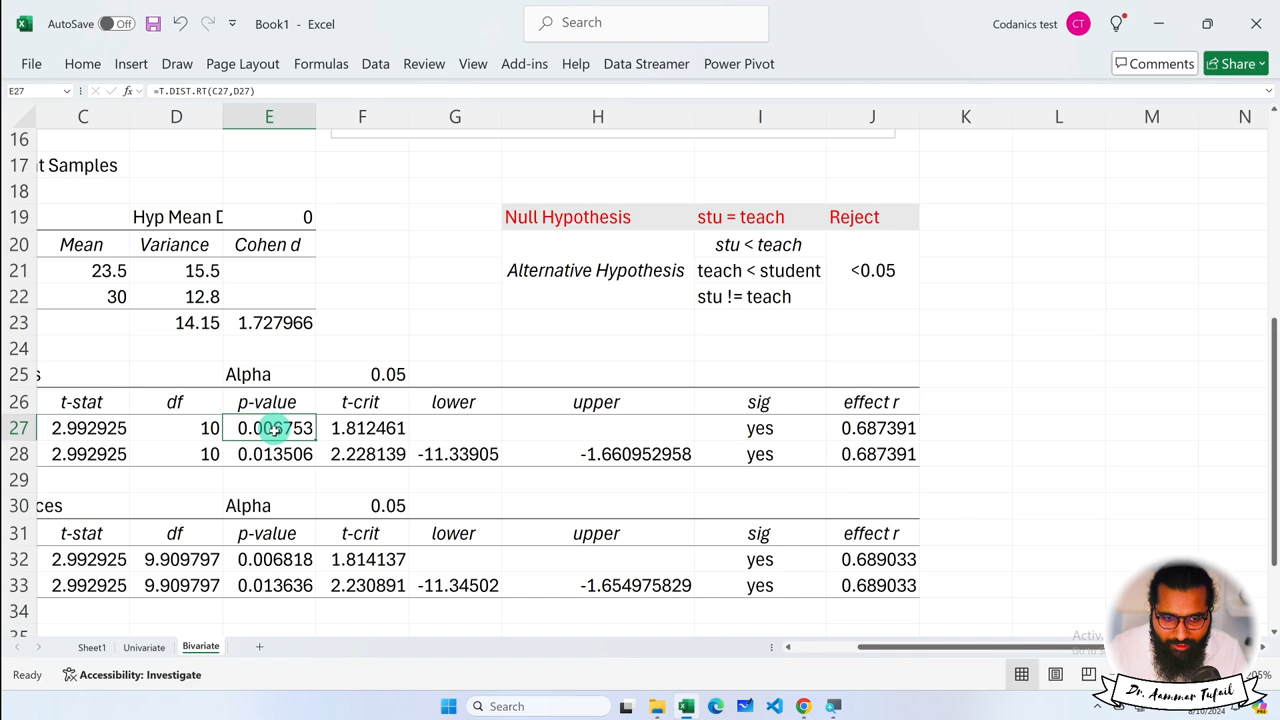 AutoSave Off Book1 - Excel Search Codanics test CT
File Home Insert Draw Page Layout Formulas Data Review View Add-ins Help Data Streamer Power Pivot Comments Share
E27 fx =T.DIST.RT(C27,D27)
C D E F G H I J K L M N
16
17 t Samples
18
19 Hyp Mean D 0 Null Hypothesis stu = teach Reject
20 Mean Variance Cohen d stu < teach
21 23.5 15.5 Alternative Hypothesis teach < student <0.05
22 30 12.8 stu != teach
23 14.15 1.727966
24
25 s Alpha 0.05
26 t-stat df p-value t-crit lower upper sig effect r
27 2.992925 10 0.006753 1.812461 yes 0.687391
28 2.992925 10 0.013506 2.228139 -11.33905 -1.660952958 yes 0.687391
29
30 ces Alpha 0.05
31 t-stat df p-value t-crit lower upper sig effect r
32 2.992925 9.909797 0.006818 1.814137 yes 0.689033
33 2.992925 9.909797 0.013636 2.230891 -11.34502 -1.654975829 yes 0.689033
34
35
Activ
Sheet1 Univariate Bivariate
Ready Accessibility: Investigate
Dr. Aammar Tufail
Search